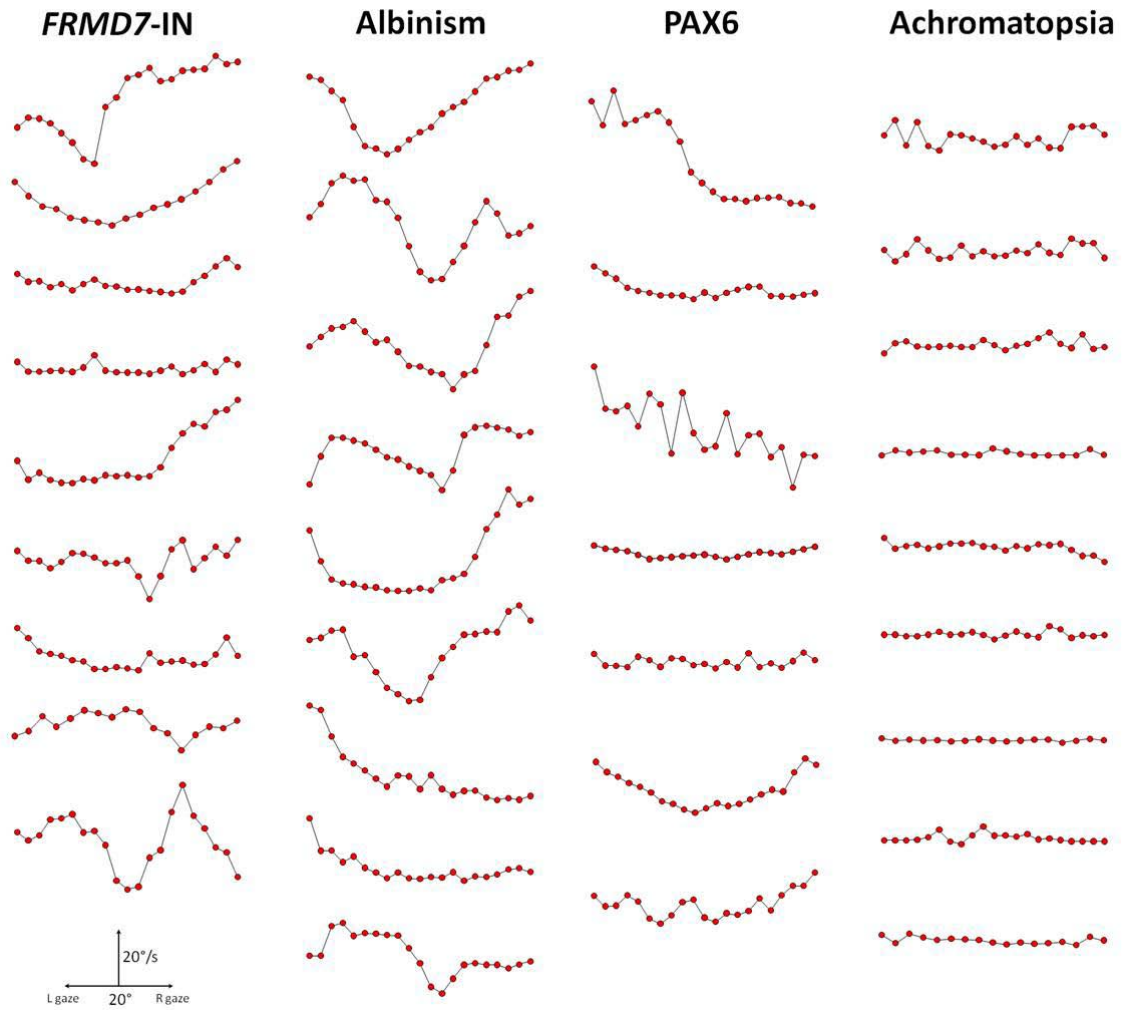 FRMD7-IN
Albinism
PAX6
Achromatopsia
20°/s
L gaze
20°
R gaze